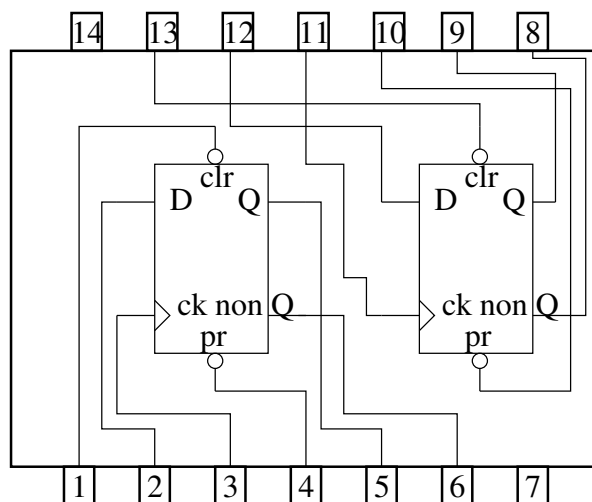 14 13 12 11 10 9 8
clr clr
D Q D Q
ck non Q ck non Q
pr pr
1 2 3 4 5 6 7